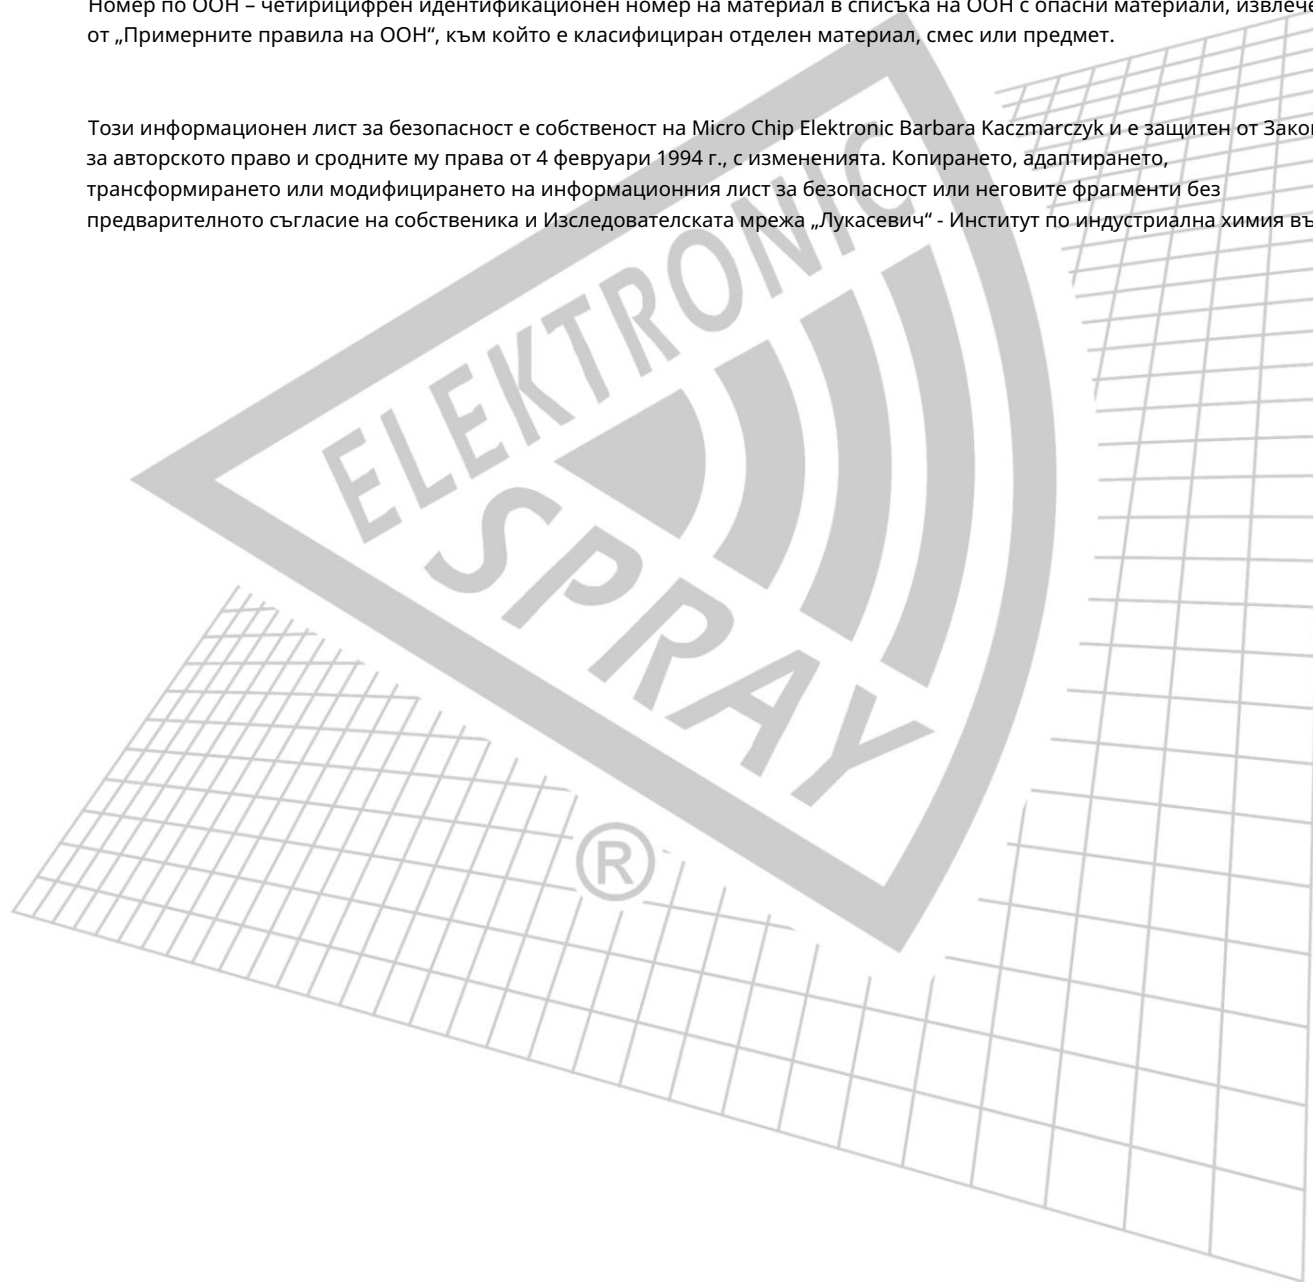 Номер по ООН – четирицифрен идентификационен номер на материал в списъка на ООН с опасни материали,
от „Примерните правила на ООН“, към който е класифициран отделен материал, смес или предмет.
Този информационен лист за безопасност е собственост на Micro Chip Elektronic Barbara Kaczmarczyk и е защитен от
за авторското право и сродните му права от 4 февруари 1994 г., с измененията. Копирането, адаптирането,
трансформирането или модифицирането на информационния лист за безопасност или неговите фрагменти без
предварителното съгласие на собственика и Изследователската мрежа „Лукасевич“ - Институт по индустриална химия
ELEKTRONIC
SPRAY
®